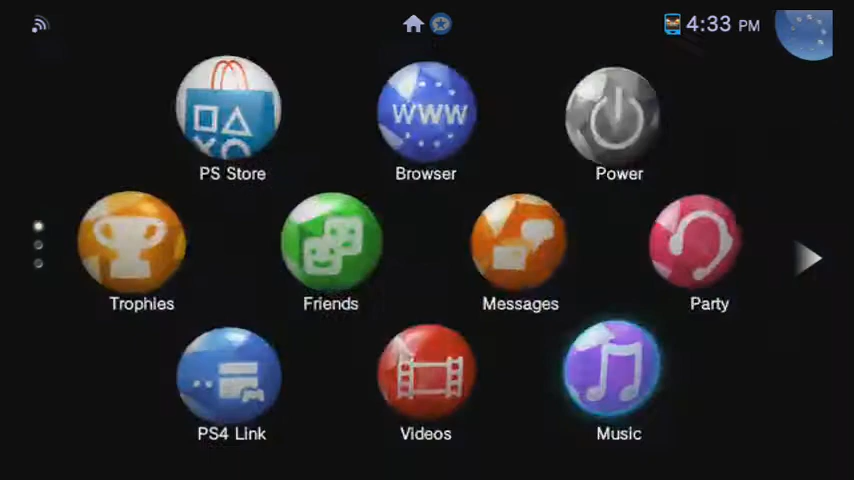 4:33 PM
WWW
PS Store
Browser
Power
Trophies
Friends
Messages
Party
PS4 Link
Videos
Music